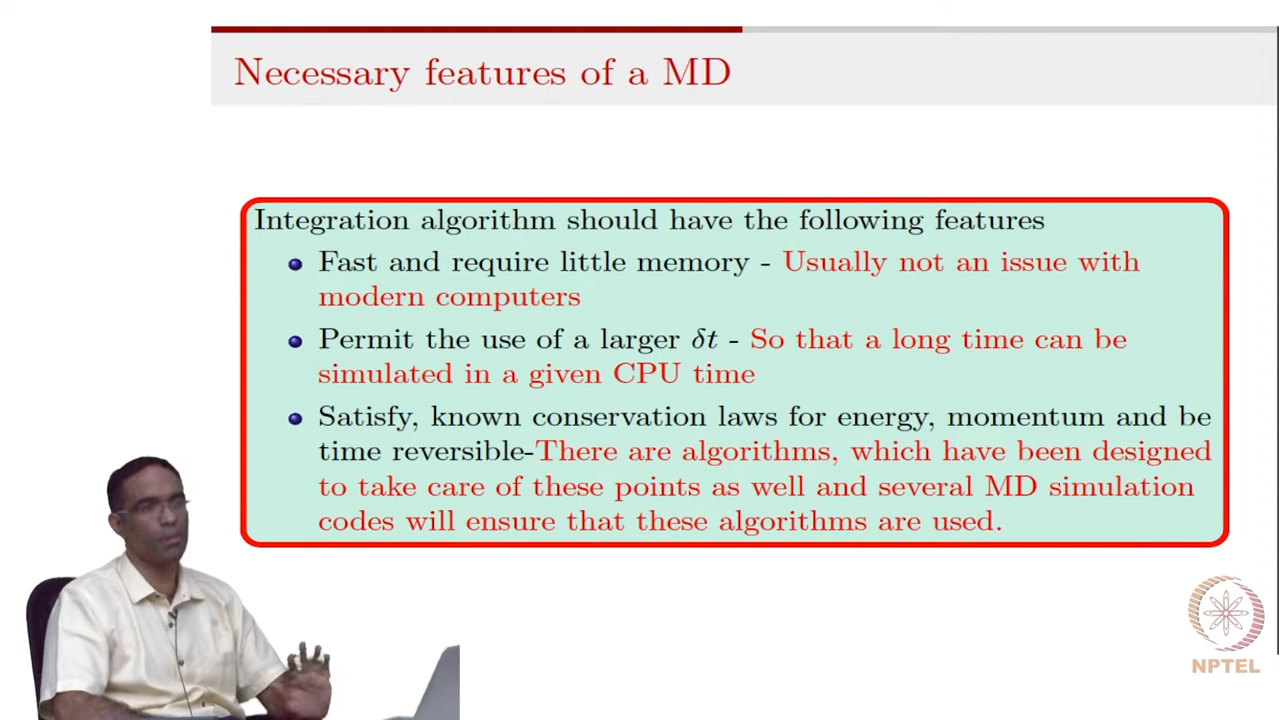 Necessary features of a MD
Integration algorithm should have the following features
Fast and require little memory - Usually not an issue with
modern computers
Permit the use of a larger δt - So that a long time can be
simulated in a given CPU time
Satisfy, known conservation laws for energy, momentum and be
time reversible-There are algorithms, which have been designed
to take care of these points as well and several MD simulation
codes will ensure that these algorithms are used.
NPTEL